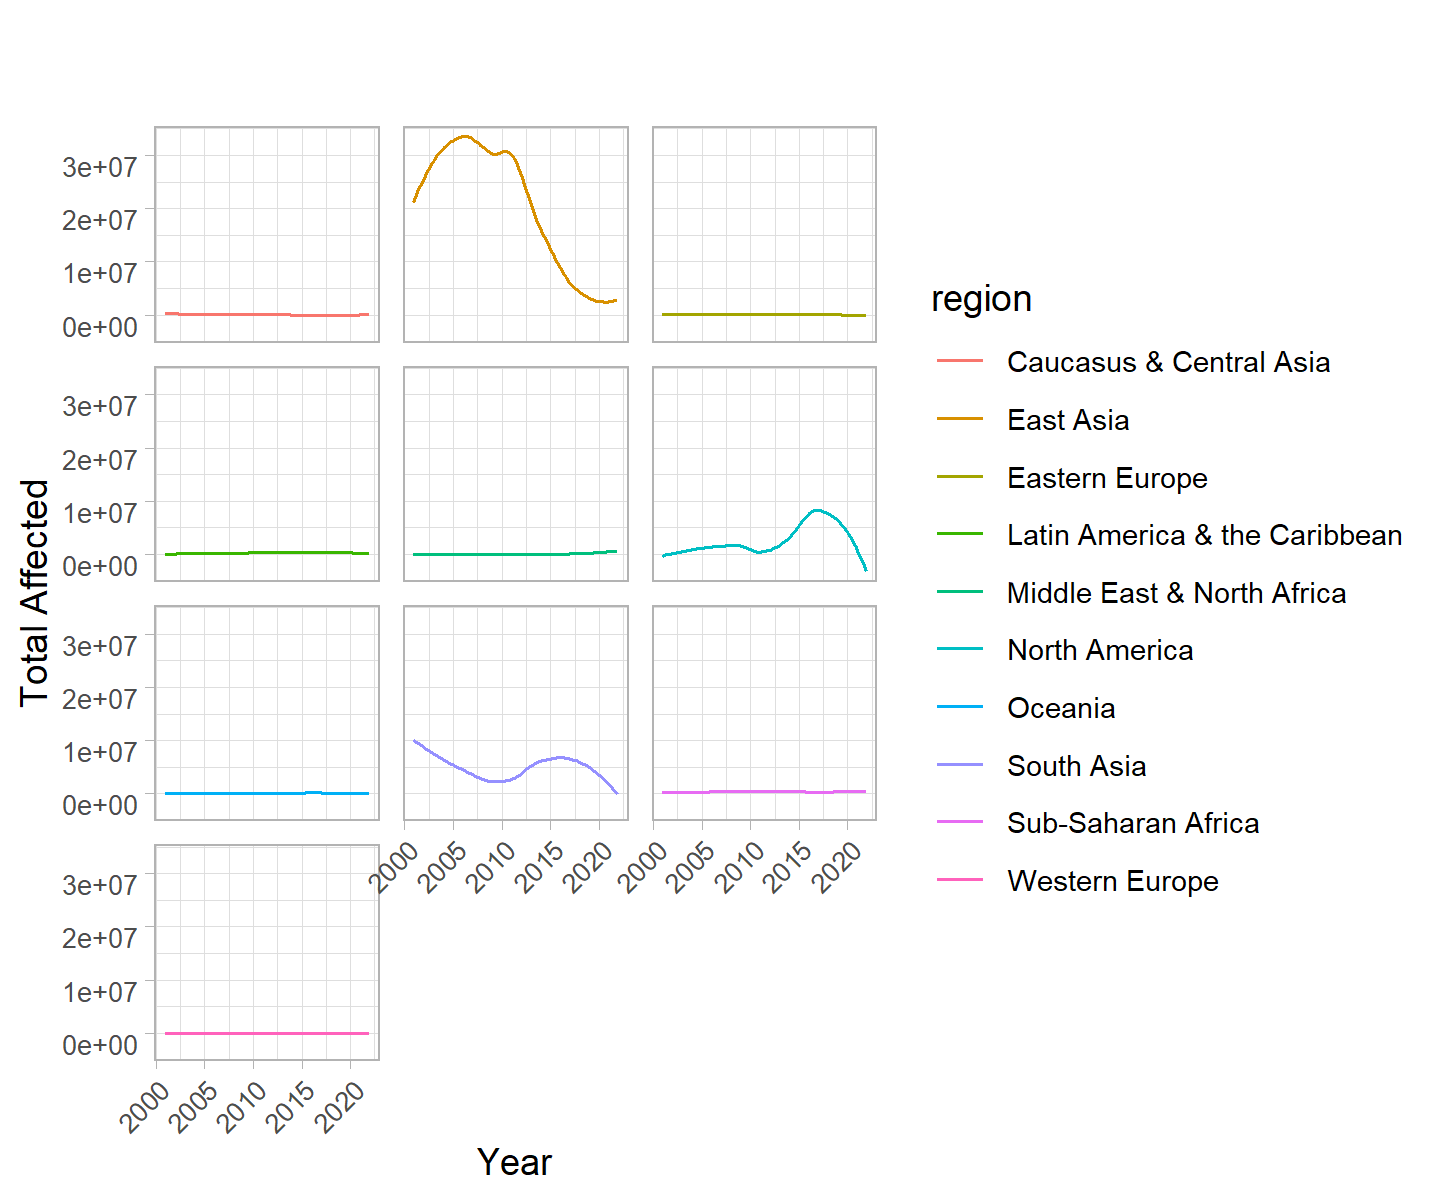 3e+07
2e+07
1e+07
0e+00
3e+07
2e+07
1e+07
0e+00
3e+07
2e+07
1e+07
0e+00
2000 2005 2010 2015 2020
2000 2005 2010 2015 2020
3e+07
2e+07
1e+07
0e+00
2000 2005 2010 2015 2020
Year
Total Affected
region
Caucasus & Central Asia
East Asia
Eastern Europe
Latin America & the Caribbean
Middle East & North Africa
North America
Oceania
South Asia
Sub-Saharan Africa
Western Europe